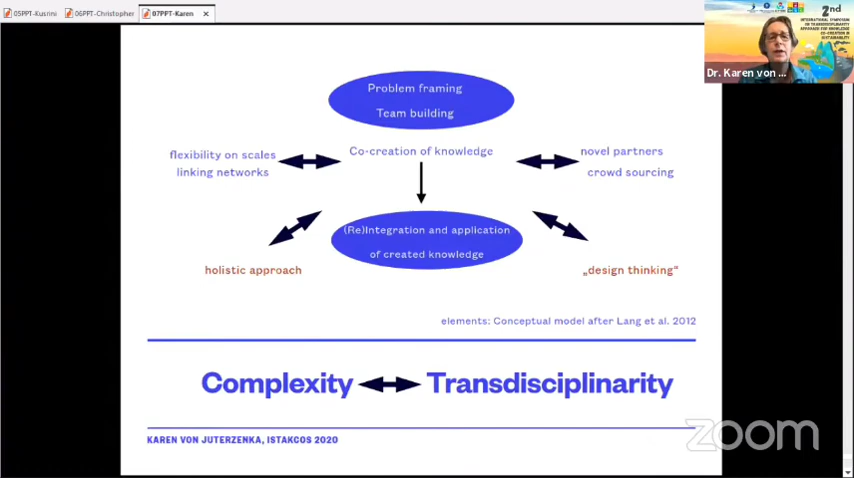 05PPT-Kusrini
06PPT-Christopher
07PPT-Karen
2nd
INTERNATIONAL SYMPOSIUM
ON TRANSDISCIPLINARITY
APPROACH FOR KNOWLEDGE
CO-CREATION IN
SUSTAINABILITY
Dr. Karen von ...
Problem framing
Team building
flexibility on scales
linking networks
Co-creation of knowledge
novel partners
crowd sourcing
(Re)Integration and application
of created knowledge
holistic approach
„design thinking“
elements: Conceptual model after Lang et al. 2012
Complexity Transdisciplinarity
KAREN VON JUTERZENKA, ISTAKCOS 2020
zoom